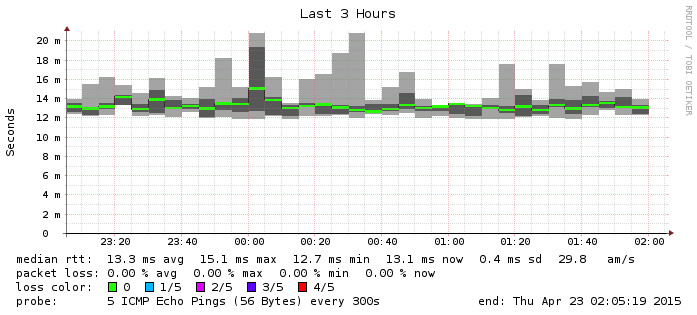 Last 3 Hours
RRDTOOL / TOBI OETIKER
Seconds
20 m
18 m
16 m
14 m
12 m
10 m
8 m
6 m
4 m
2 m
0
23:20 23:40 00:00 00:20 00:40 01:00 01:20 01:40 02:00
median rtt: 13.3 ms avg 15.1 ms max 12.7 ms min 13.1 ms now 0.4 ms sd 29.8 am/s
packet loss: 0.00 % avg 0.00 % max 0.00 % min 0.00 % now
loss color: 0 1/5 2/5 3/5 4/5
probe: 5 ICMP Echo Pings (56 Bytes) every 300s end: Thu Apr 23 02:05:19 2015